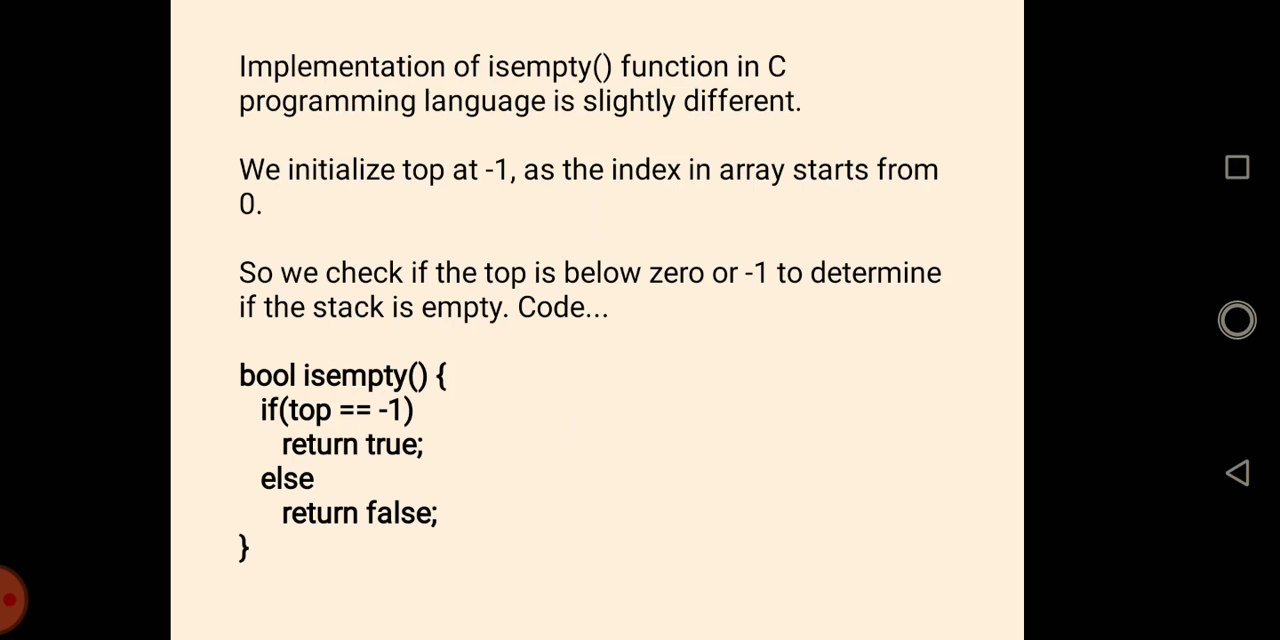 Implementation of isempty() function in C
programming language is slightly different.
We initialize top at -1, as the index in array starts from
0.
So we check if the top is below zero or -1 to determine
if the stack is empty. Code...
bool isempty() {
if(top == -1)
return true;
else
return false;
}